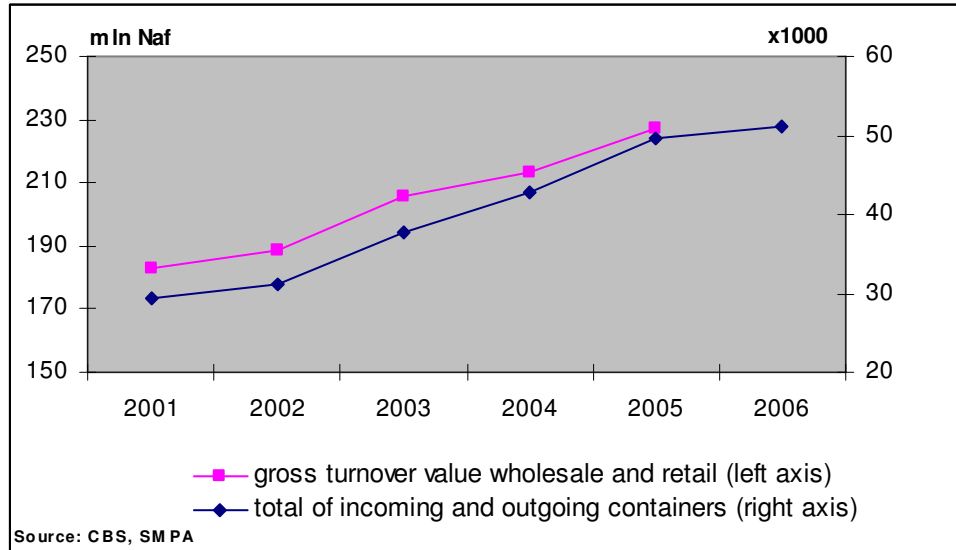 mln Naf x1000
250 60
230 50
210 40
190
170 30
150 20
2001 2002 2003 2004 2005 2006
gross turnover value wholesale and retail (left axis)
total of incoming and outgoing containers (right axis)
Source: CBS, SMPA